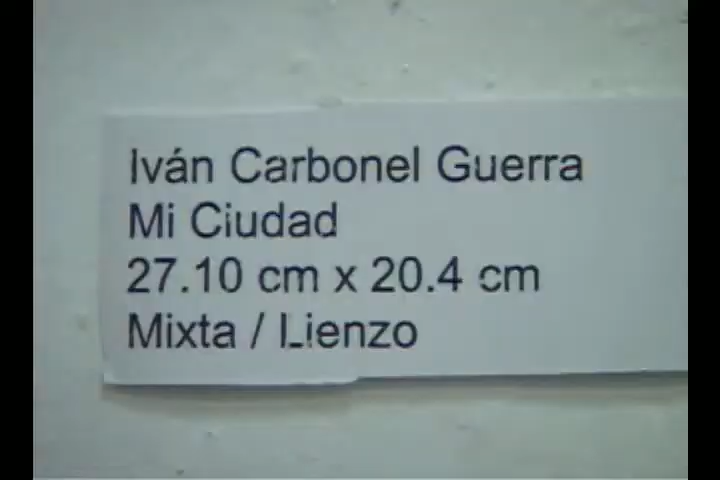 Iván Carbonel Guerra
Mi Ciudad
27.10 cm x 20.4 cm
Mixta / Lienzo